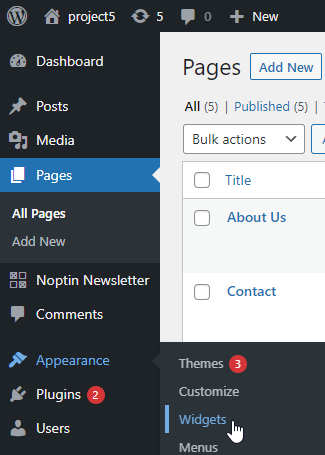 project5 5 0 + New
Dashboard
Posts
Media
Pages
All Pages
Add New
Noptin Newsletter
Comments
Appearance
Plugins 2
Users
Pages Add New
All (5) | Published (5) |
Bulk actions
Title
About Us
Contact
Themes 3
Customize
Widgets
Menus